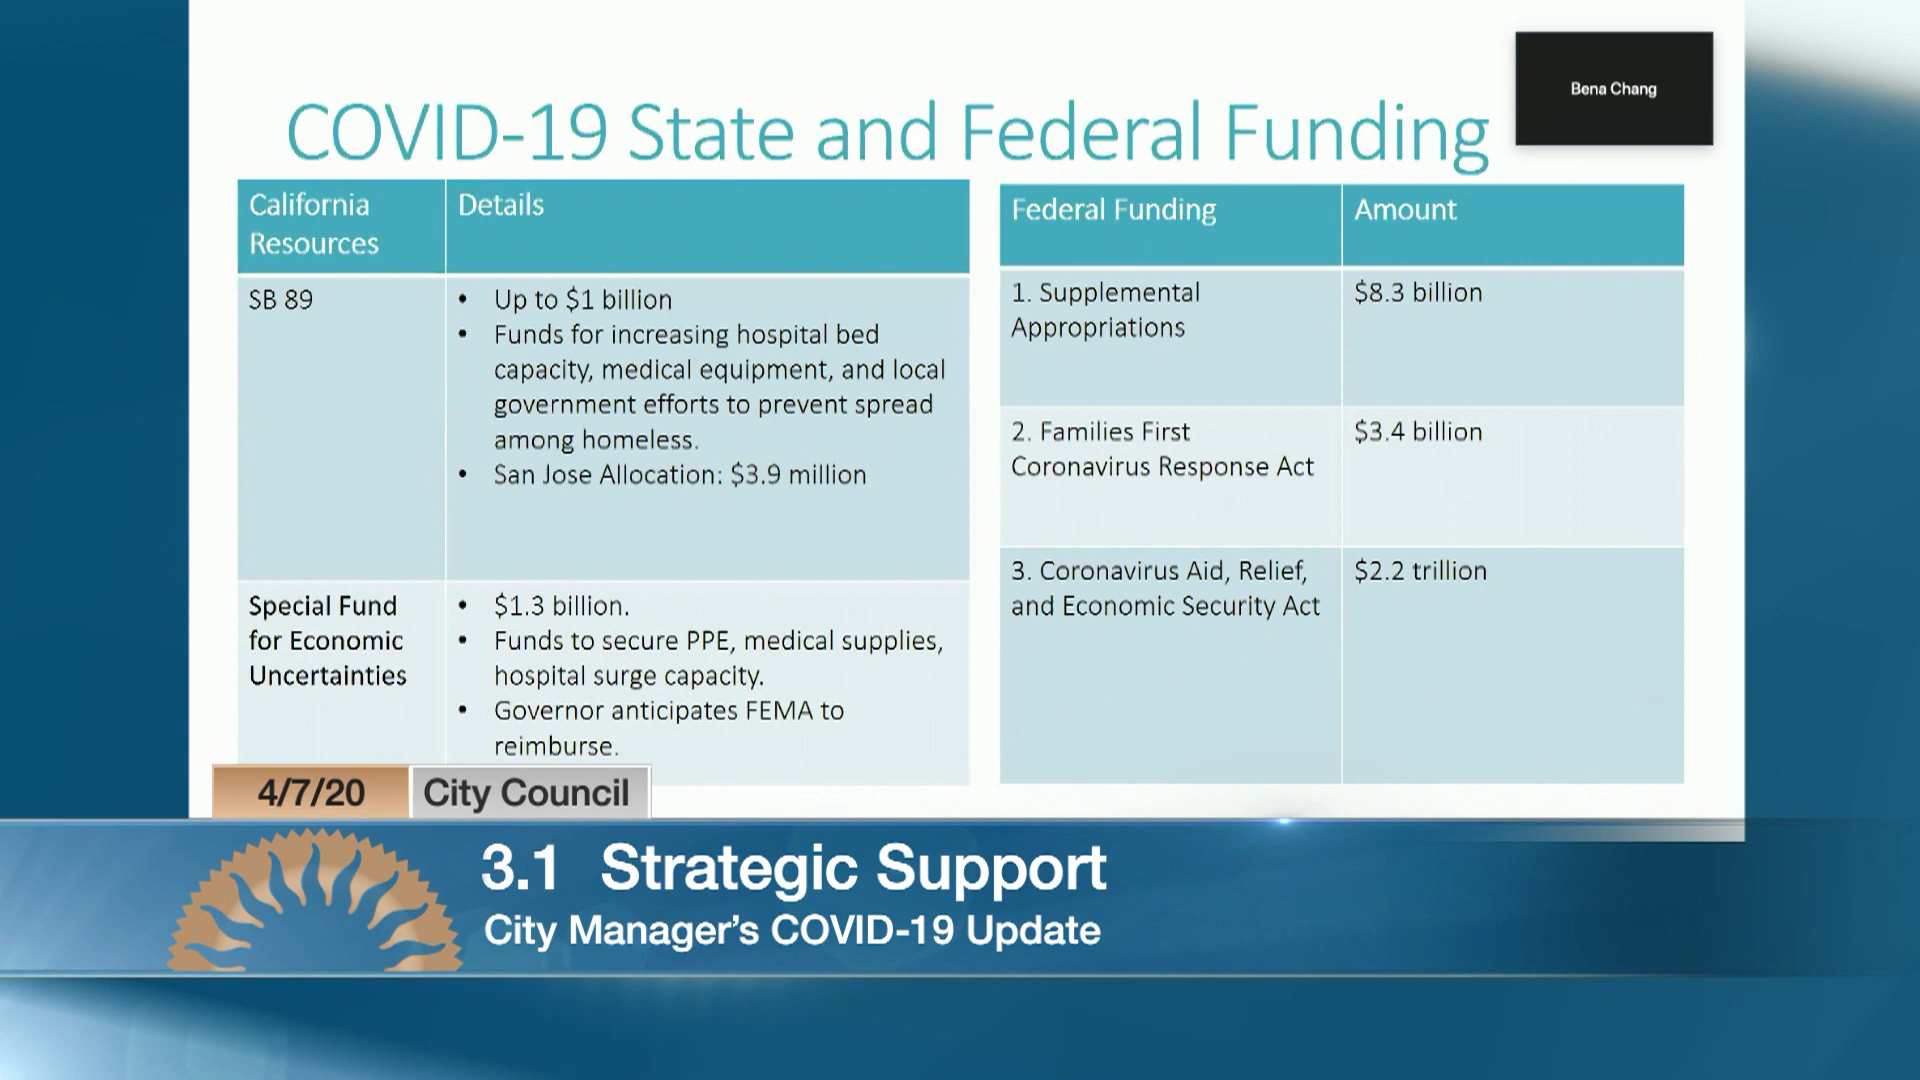 Bena Chang
COVID-19 State and Federal Funding
California
Resources
Details
SB 89
• Up to $1 billion
• Funds for increasing hospital bed
capacity, medical equipment, and local
government efforts to prevent spread
among homeless.
• San Jose Allocation: $3.9 million
Special Fund
for Economic
Uncertainties
• $1.3 billion.
• Funds to secure PPE, medical supplies,
hospital surge capacity.
• Governor anticipates FEMA to
reimburse.
Federal Funding
Amount
1. Supplemental
Appropriations
$8.3 billion
2. Families First
Coronavirus Response Act
$3.4 billion
3. Coronavirus Aid, Relief,
and Economic Security Act
$2.2 trillion
4/7/20
City Council
3.1 Strategic Support
City Manager’s COVID-19 Update